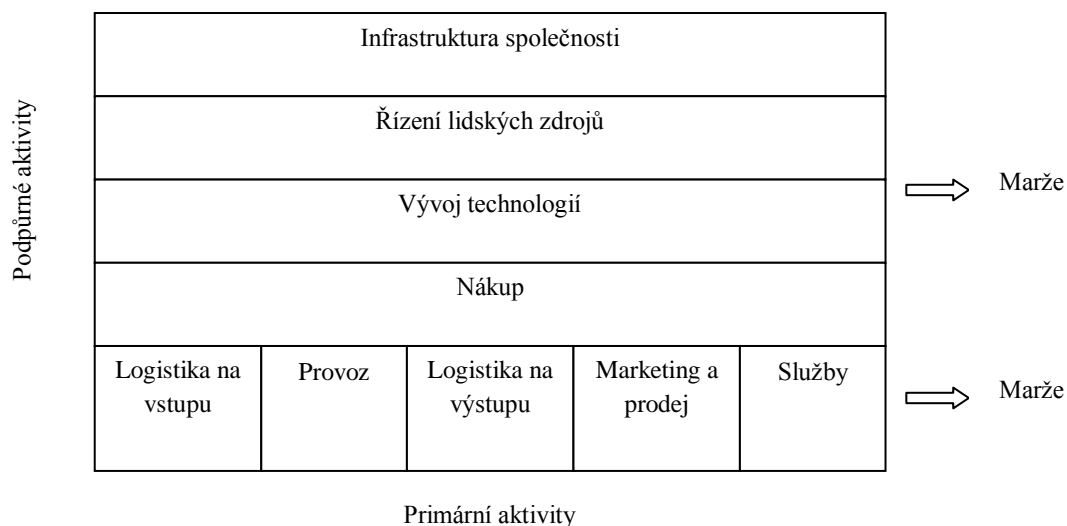 Infrastruktura společnosti
Podpůrné aktivity
Řízení lidských zdrojů
Vývoj technologií
Marže
Nákup
Logistika na
vstupu
Provoz
Logistika na
výstupu
Marketing a
prodej
Služby
Marže
Primární aktivity